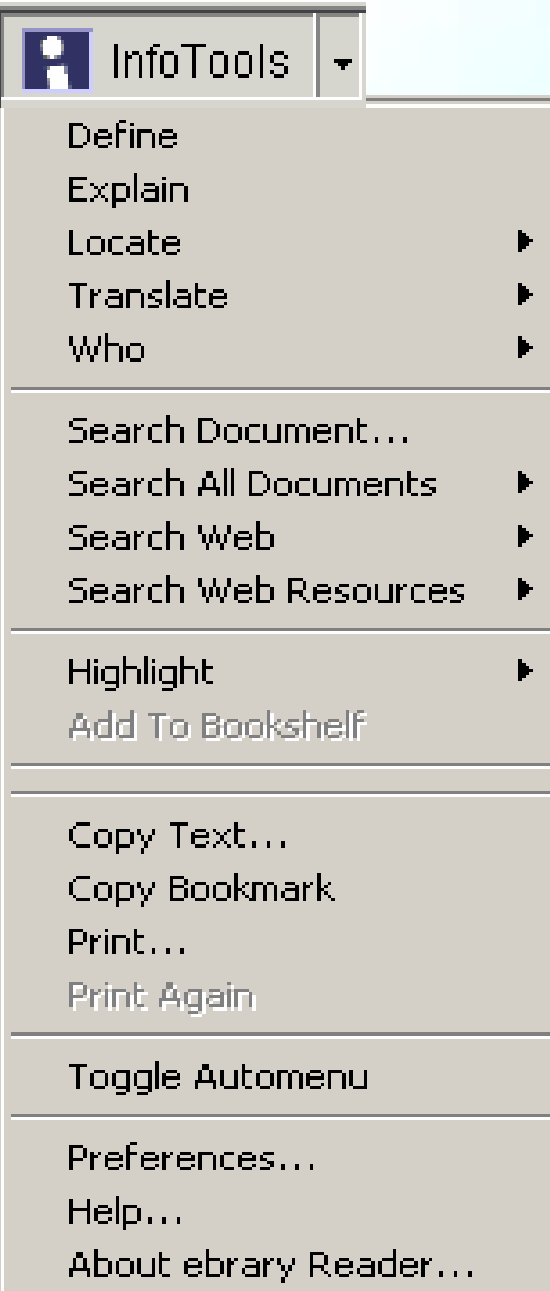 InfoTools
Define
Explain
Locate
Translate
Who
Search Document...
Search All Documents
Search Web
Search Web Resources
Highlight
Add To Bookshelf
Copy Text...
Copy Bookmark
Print...
Print Again
Toggle Automenu
Preferences...
Help...
About ebrary Reader...